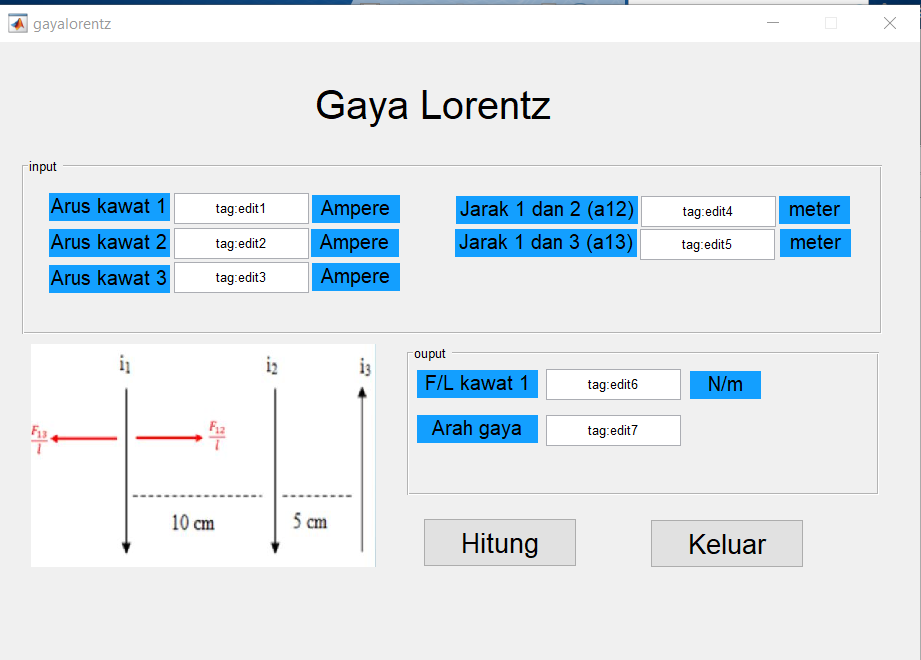 gayalorentz
Gaya Lorentz
input
Arus kawat 1 tag:edit1 Ampere Jarak 1 dan 2 (a12) tag:edit4 meter
Arus kawat 2 tag:edit2 Ampere Jarak 1 dan 3 (a13) tag:edit5 meter
Arus kawat 3 tag:edit3 Ampere
i₁ i₂ i₃
F₁₃/l F₁₂/l
10 cm 5 cm
ouput
F/L kawat 1 tag:edit6 N/m
Arah gaya tag:edit7
Hitung Keluar